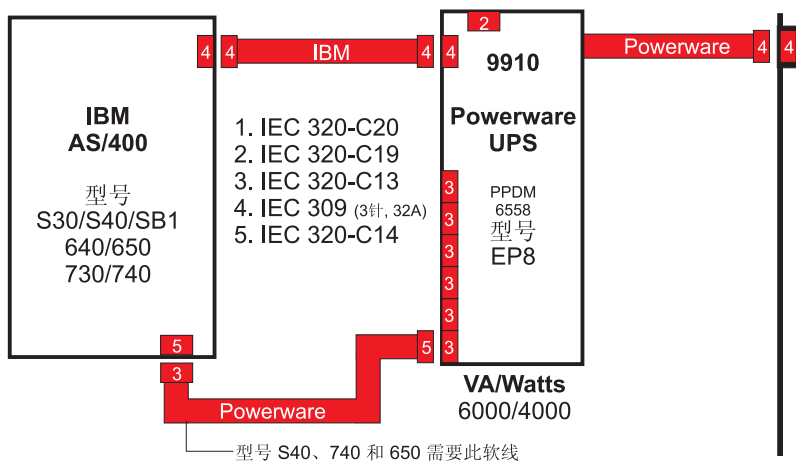 2
4
4
IBM
4
4
Powerware
4
4
9910
IBM
AS/400
型号
S30/S40/SB1
640/650
730/740
1. IEC 320-C20
2. IEC 320-C19
3. IEC 320-C13
4. IEC 309 (3针, 32A)
5. IEC 320-C14
Powerware
UPS
PPDM
6558
型号
EP8
3
3
3
3
3
3
5
3
5
Powerware
VA/Watts
6000/4000
型号 S40、740 和 650 需要此软线